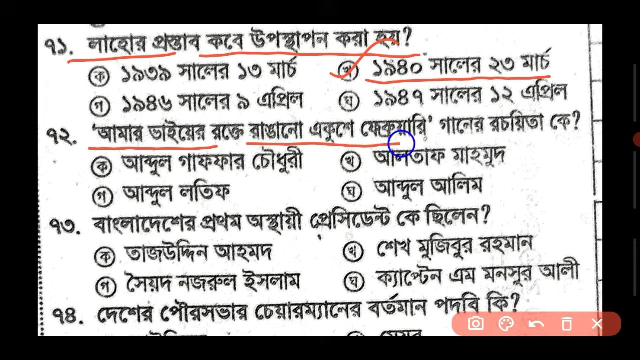 ৭১. লাহোর প্রস্তাব কবে উপস্থাপন করা হয়?
ক ১৯৩৯ সালের ১৩ মার্চ খ ১৯৪০ সালের ২৩ মার্চ
গ ১৯৪৬ সালের ৯ এপ্রিল ঘ ১৯৪৭ সালের ১২ এপ্রিল
৭২. ‘আমার ভাইয়ের রক্তে রাঙানো একুশে ফেব্রুয়ারি’ গানের রচয়িতা কে?
ক আব্দুল গাফফার চৌধুরী খ আলতাফ মাহমুদ
গ আব্দুল লতিফ ঘ আব্দুল আলিম
৭৩. বাংলাদেশের প্রথম অস্থায়ী প্রেসিডেন্ট কে ছিলেন?
ক তাজউদ্দিন আহমদ খ শেখ মুজিবুর রহমান
গ সৈয়দ নজরুল ইসলাম ঘ ক্যাপ্টেন এম মনসুর আলী
৭৪. দেশের পৌরসভার চেয়ারম্যানের বর্তমান পদবি কি?